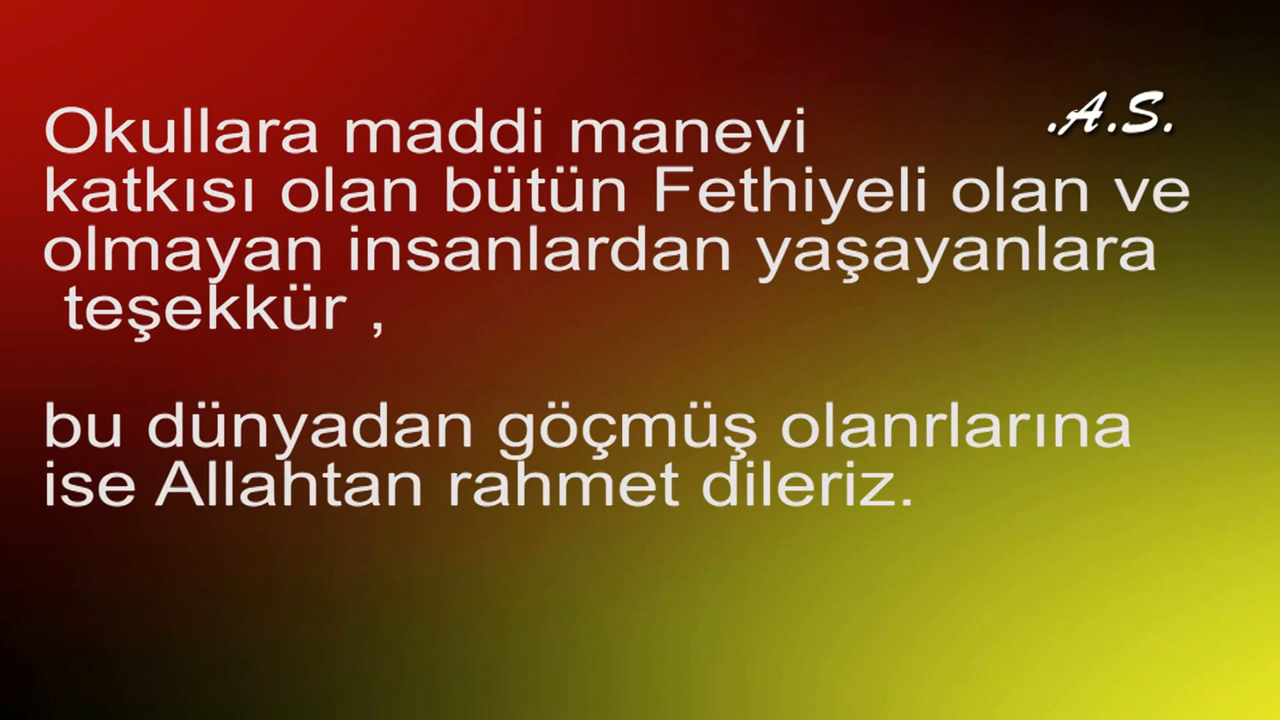 .A.S.
Okullara maddi manevi
katkısı olan bütün Fethiyeli olan ve
olmayan insanlardan yaşayanlara
teşekkür ,
bu dünyadan göçmüş olanrlarına
ise Allahtan rahmet dileriz.